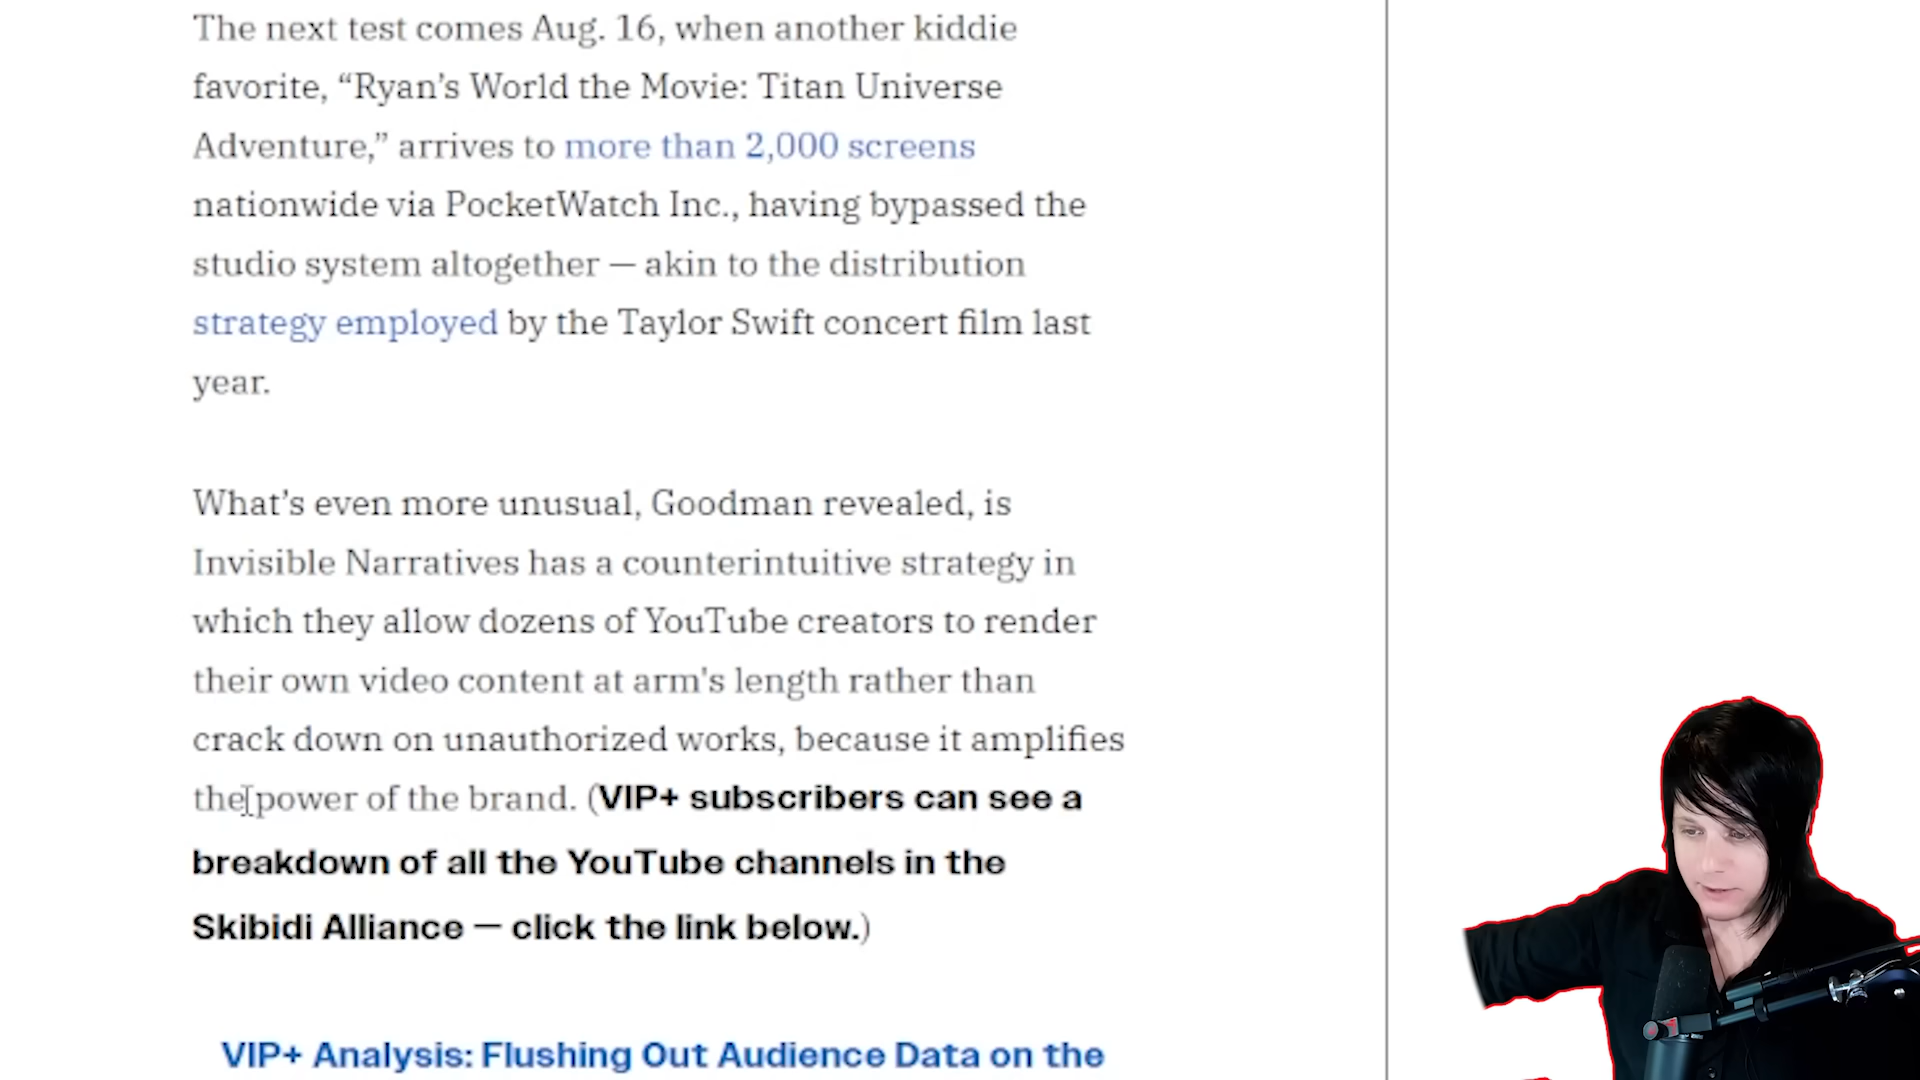 The next test comes Aug. 16, when another kiddie
favorite, “Ryan’s World the Movie: Titan Universe
Adventure,” arrives to more than 2,000 screens
nationwide via PocketWatch Inc., having bypassed the
studio system altogether — akin to the distribution
strategy employed by the Taylor Swift concert film last
year.
What’s even more unusual, Goodman revealed, is
Invisible Narratives has a counterintuitive strategy in
which they allow dozens of YouTube creators to render
their own video content at arm's length rather than
crack down on unauthorized works, because it amplifies
the power of the brand. (VIP+ subscribers can see a
breakdown of all the YouTube channels in the
Skibidi Alliance — click the link below.)
VIP+ Analysis: Flushing Out Audience Data on the